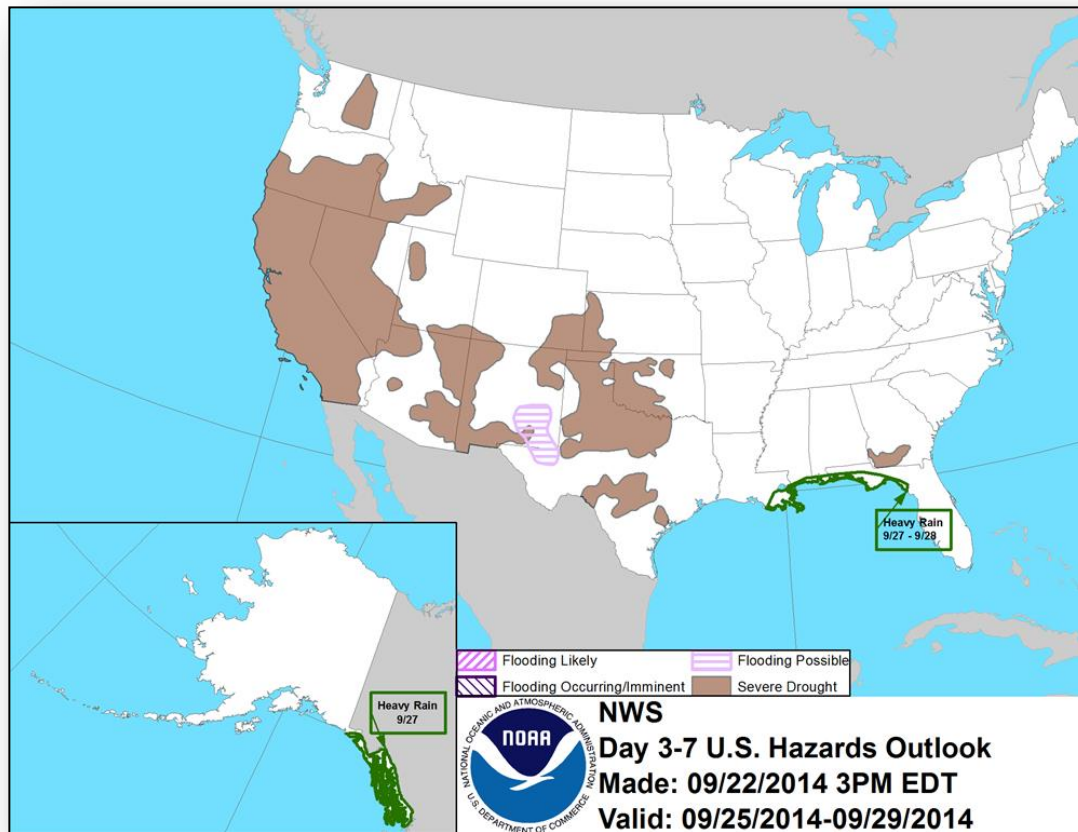 Heavy Rain
9/27 - 9/28
Heavy Rain
9/27
Flooding Likely
Flooding Possible
Flooding Occurring/Imminent
Severe Drought
NATIONAL OCEANIC AND ATMOSPHERIC ADMINISTRATION
NOAA
U.S. DEPARTMENT OF COMMERCE
NWS
Day 3-7 U.S. Hazards Outlook
Made: 09/22/2014 3PM EDT
Valid: 09/25/2014-09/29/2014